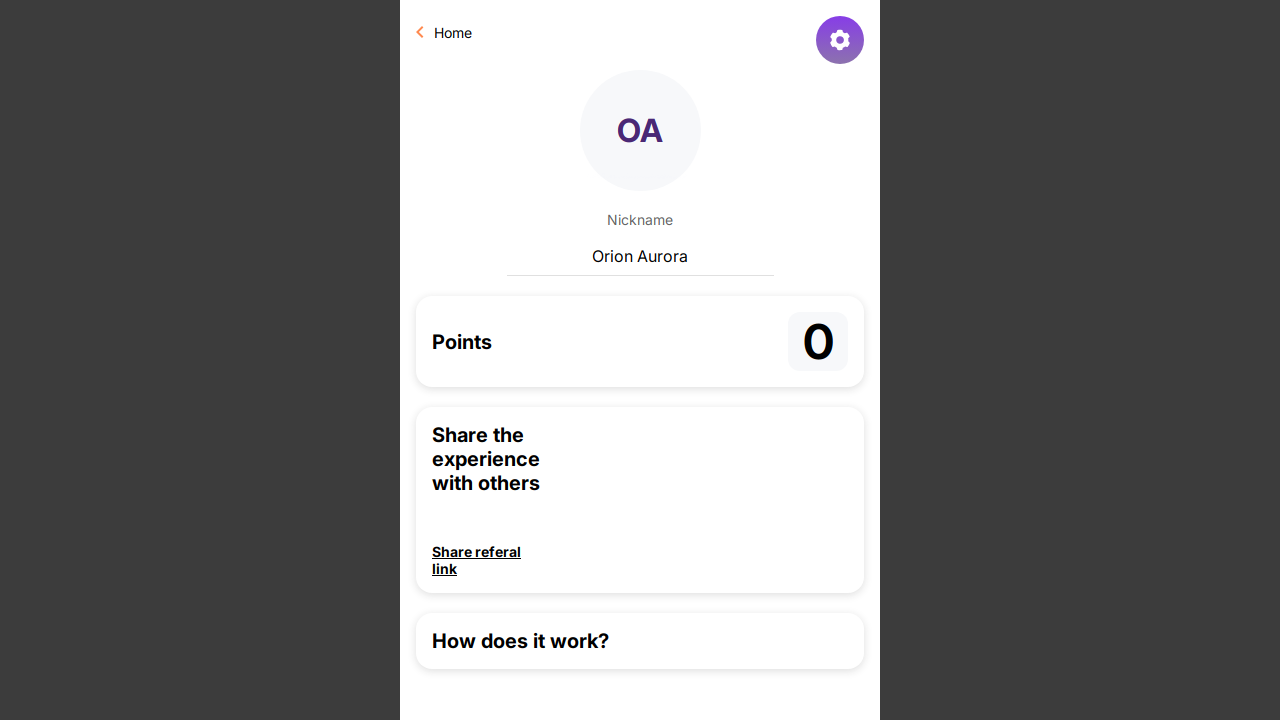 Home
OA
Nickname
Orion Aurora
Points
0
Share the
experience
with others
Share referal
link
How does it work?